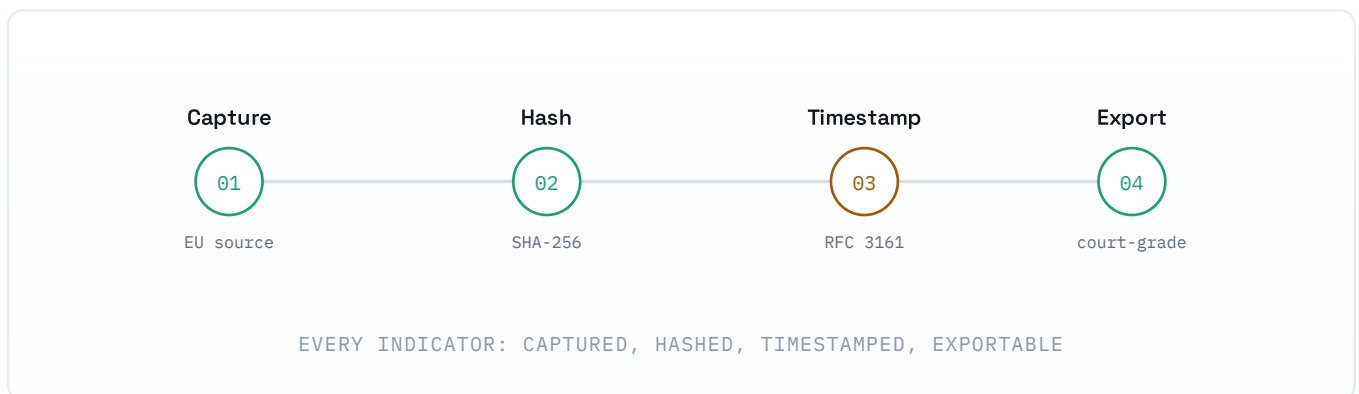 Capture Hash Timestamp Export
01 02 03 04
EU source SHA-256 RFC 3161 court-grade
EVERY INDICATOR: CAPTURED, HASHED, TIMESTAMPED, EXPORTABLE